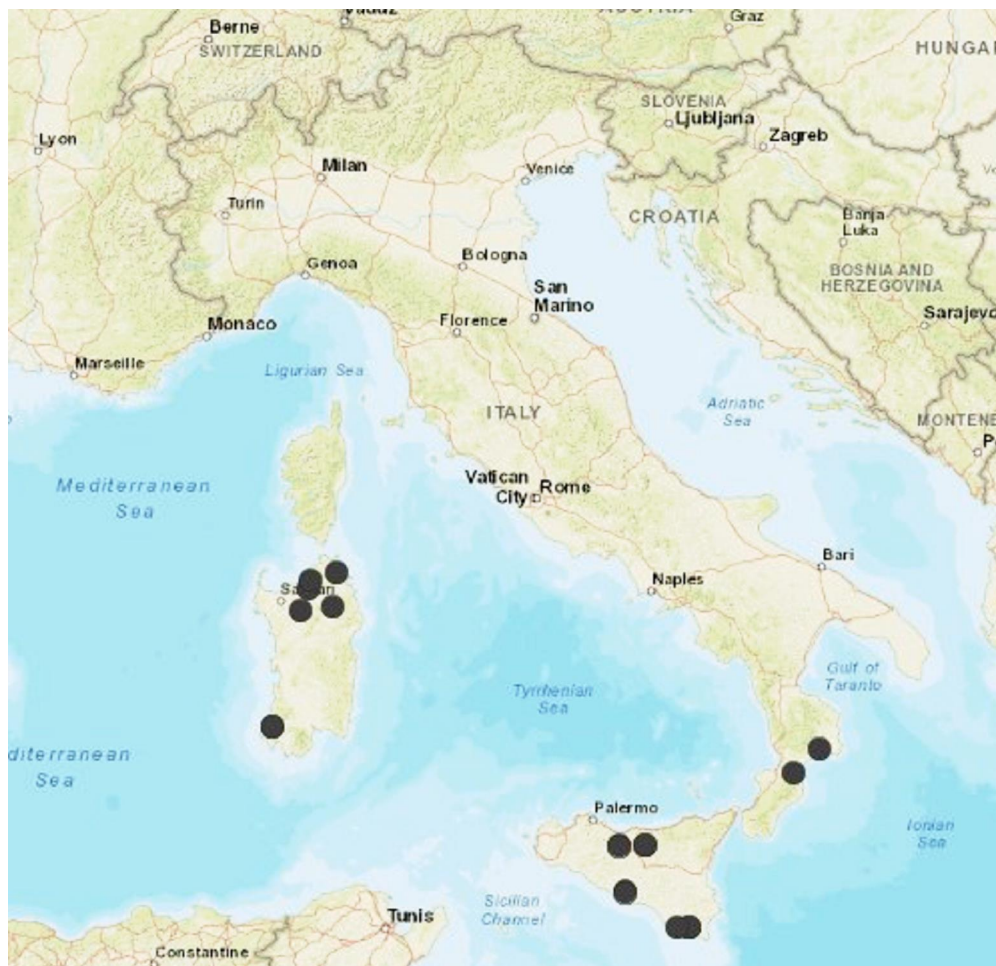 Berne
SWITZERLAND
Graz
HUNGAR
SLOVENIA
Ljubljana
Lyon
Zagreb
Milan
Venice
Turin
CROATIA
Banja
Luka
Bologna
Genoa
BOSNIA AND
HERZEGOVINA
San
Marino
Monaco
Florence
Sarajevo
Marseille
Ligurian Sea
Adriatic
Sea
ITALY
MONTENE
Mediterranean
Sea
Vatican
City
Rome
Bari
Naples
Gulf of
Taranto
Tyrrhenian
Sea
diterranean
Sea
Palermo
Ionian
Sea
Sicilian
Channel
Tunis
Constantine